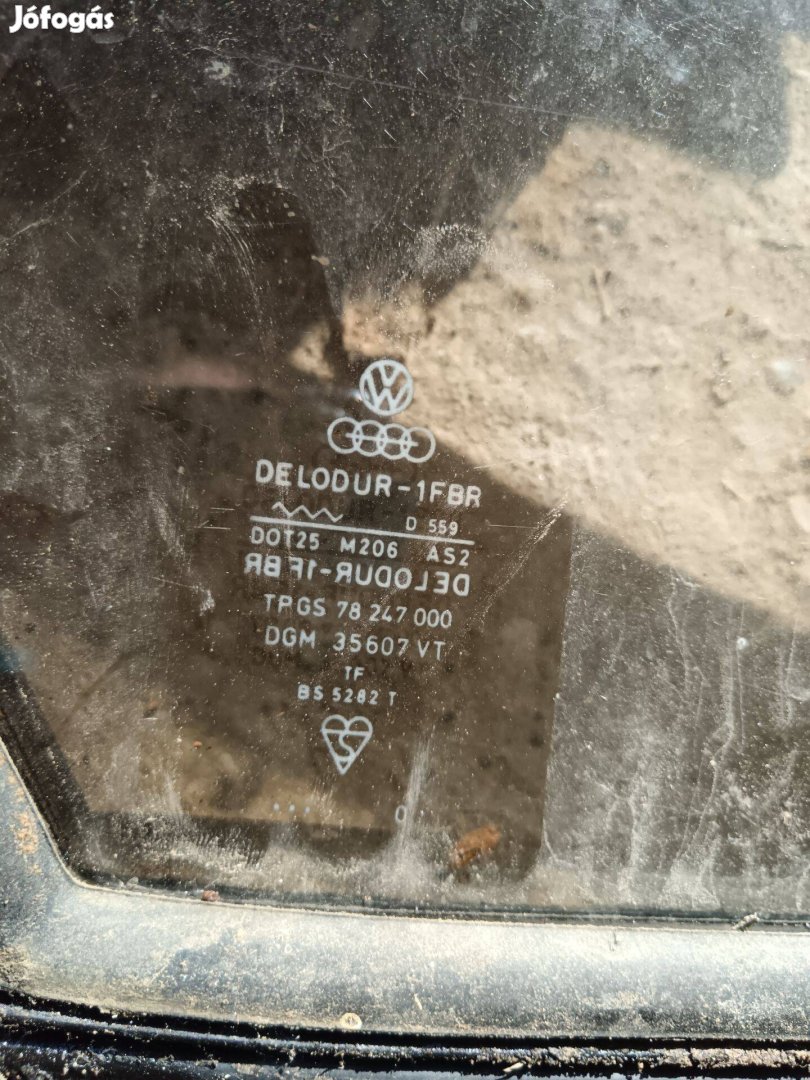 Jófogás
DELODUR-1FBR
D 559
DOT25 M206 AS2
DELODUR-1FBR
TPGS 78 247 000
DGM 35607 VT
TF
BS 5282 T
0